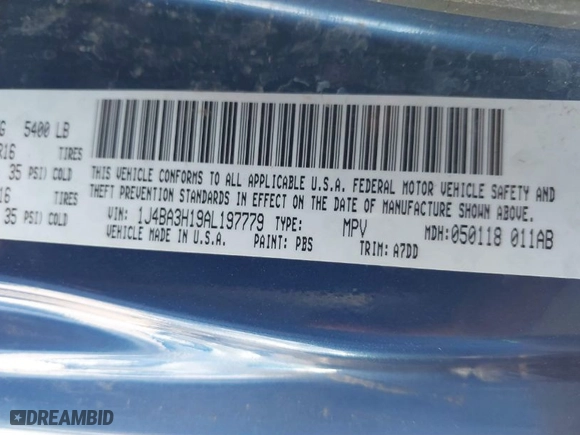 G 5400 LB
R16 TIRES
35 PSI) COLD
16 TIRES
35 PSI) COLD
THIS VEHICLE CONFORMS TO ALL APPLICABLE U.S.A. FEDERAL MOTOR VEHICLE SAFETY AND
THEFT PREVENTION STANDARDS IN EFFECT ON THE DATE OF MANUFACTURE SHOWN ABOVE.
VIN: 1J4BA3H19AL197779 TYPE: MPV MDH:050118 011AB
VEHICLE MADE IN U.S.A. PAINT: PBS TRIM: A7DD
DREAMBID